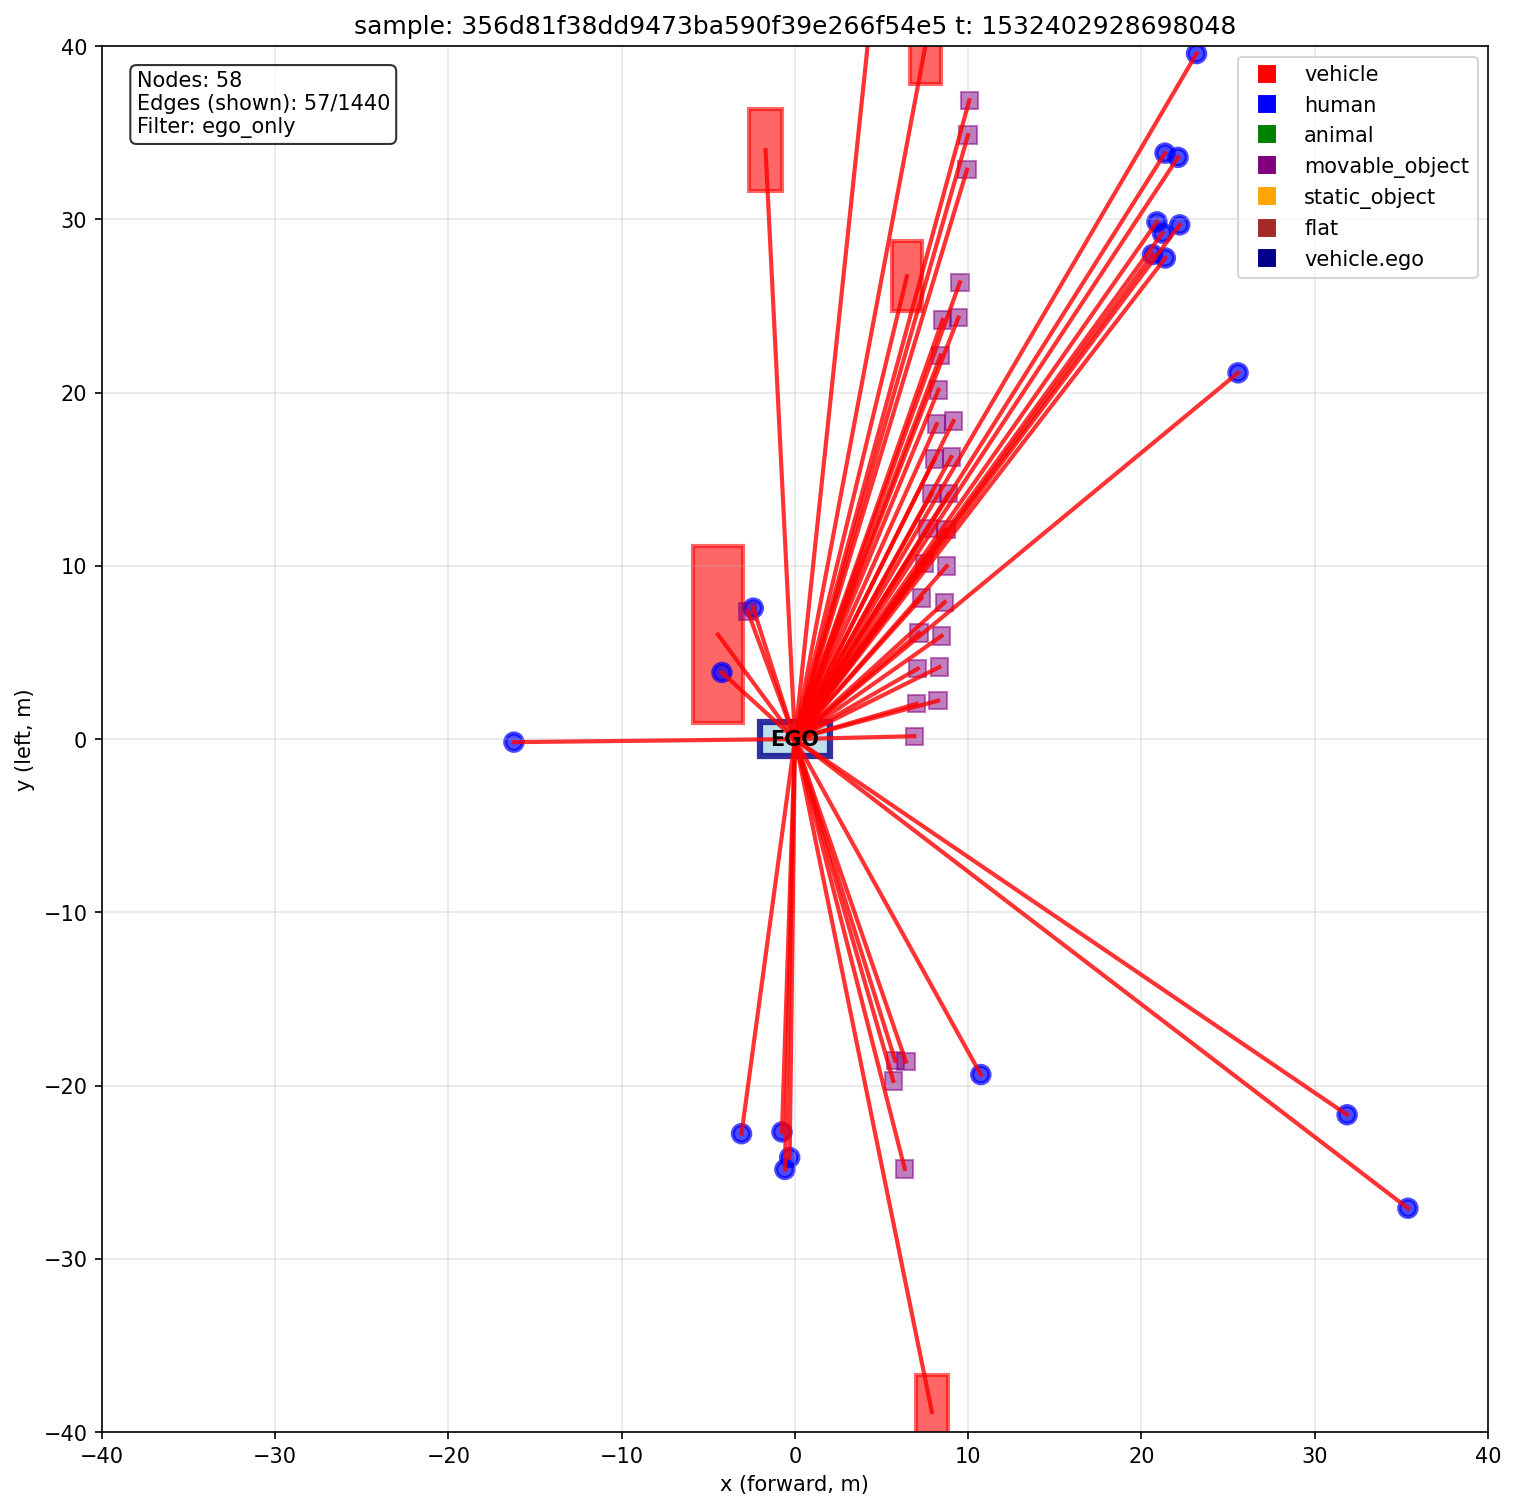 sample: 356d81f38dd9473ba590f39e266f54e5 t: 1532402928698048
Nodes: 58
Edges (shown): 57/1440
Filter: ego_only
vehicle
human
animal
movable_object
static_object
flat
vehicle.ego
40
30
20
10
0
−10
−20
−30
−40
y (left, m)
EGO
−40
−30
−20
−10
0
10
20
30
40
x (forward, m)